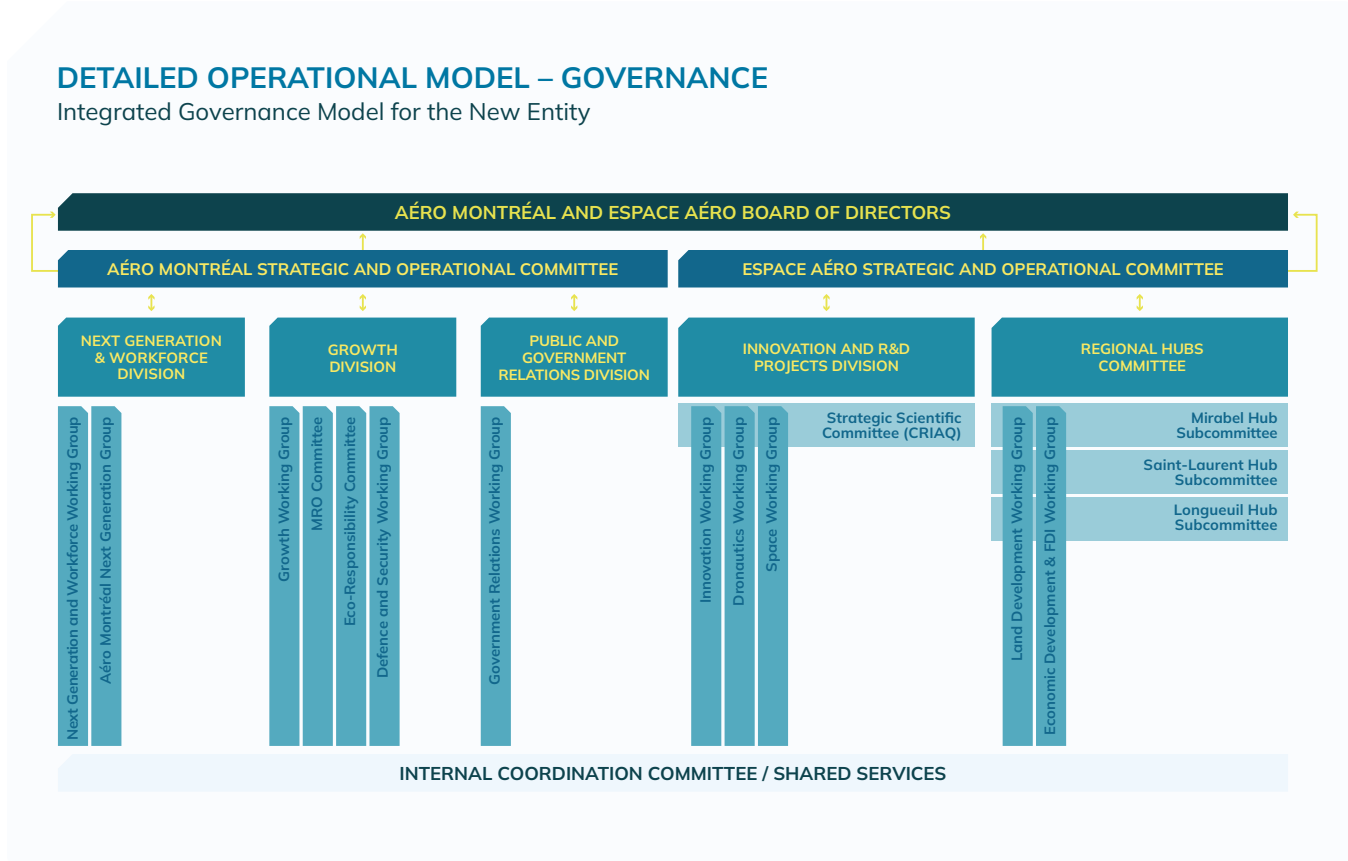 DETAILED OPERATIONAL MODEL – GOVERNANCE
Integrated Governance Model for the New Entity
AÉRO MONTRÉAL AND ESPACE AÉRO BOARD OF DIRECTORS
AÉRO MONTRÉAL STRATEGIC AND OPERATIONAL COMMITTEE
ESPACE AÉRO STRATEGIC AND OPERATIONAL COMMITTEE
NEXT GENERATION
& WORKFORCE
DIVISION
GROWTH
DIVISION
PUBLIC AND
GOVERNMENT
RELATIONS DIVISION
INNOVATION AND R&D
PROJECTS DIVISION
REGIONAL HUBS
COMMITTEE
Next Generation and Workforce Working Group
Aéro Montréal Next Generation Group
Growth Working Group
MRO Committee
Eco-Responsibility Committee
Defence and Security Working Group
Government Relations Working Group
Innovation Working Group
Dronautics Working Group
Space Working Group
Strategic Scientific
Committee (CRIAQ)
Land Development Working Group
Economic Development & FDI Working Group
Mirabel Hub
Subcommittee
Saint-Laurent Hub
Subcommittee
Longueuil Hub
Subcommittee
INTERNAL COORDINATION COMMITTEE / SHARED SERVICES